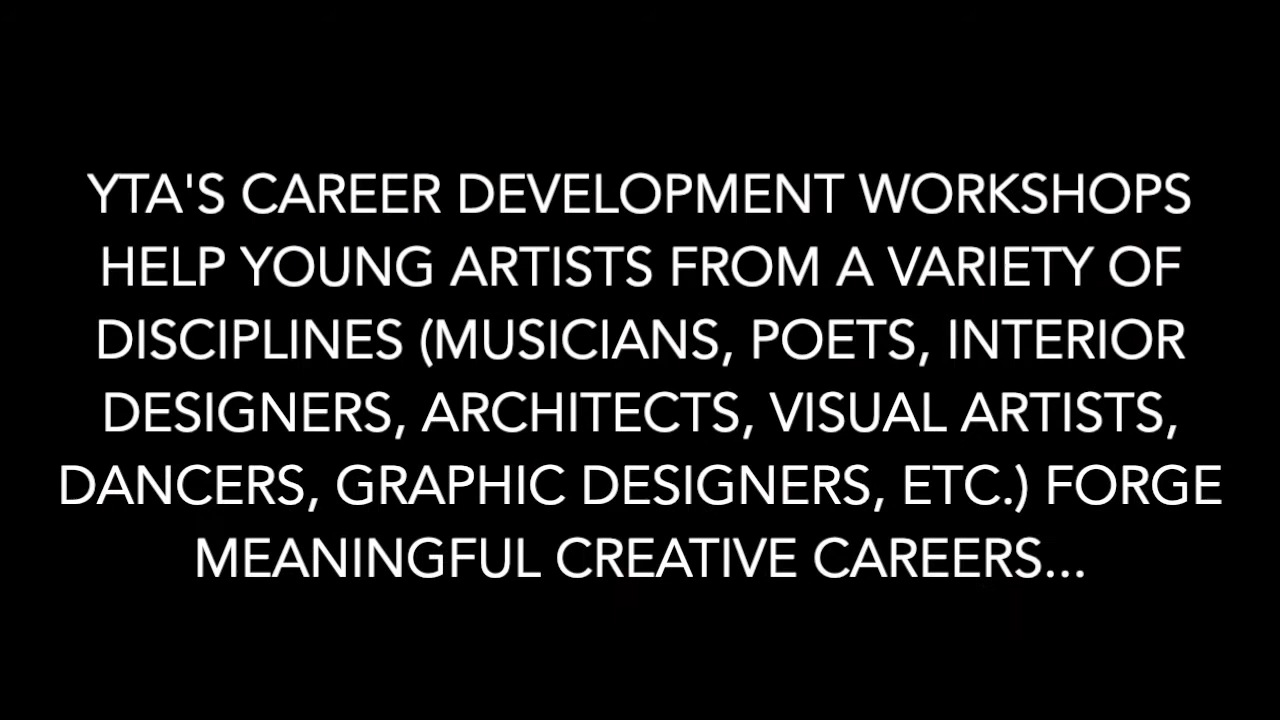 YTA'S CAREER DEVELOPMENT WORKSHOPS
HELP YOUNG ARTISTS FROM A VARIETY OF
DISCIPLINES (MUSICIANS, POETS, INTERIOR
DESIGNERS, ARCHITECTS, VISUAL ARTISTS,
DANCERS, GRAPHIC DESIGNERS, ETC.) FORGE
MEANINGFUL CREATIVE CAREERS...